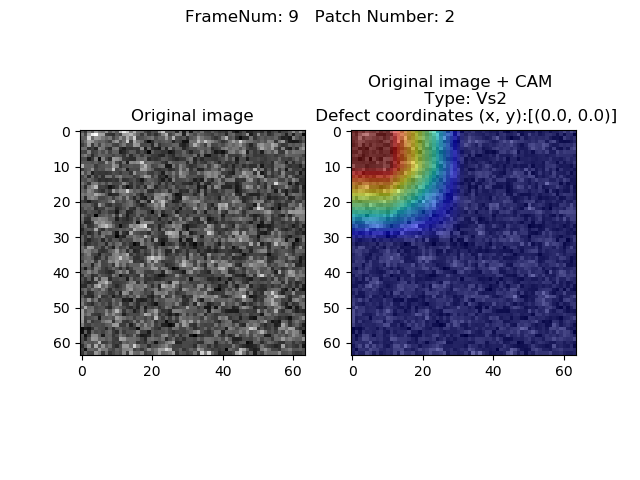 FrameNum: 9   Patch Number: 2
Original image
0
10
20
30
40
50
60
0 20 40 60
Original image + CAM
Type: Vs2
Defect coordinates (x, y):[(0.0, 0.0)]
0
10
20
30
40
50
60
0 20 40 60